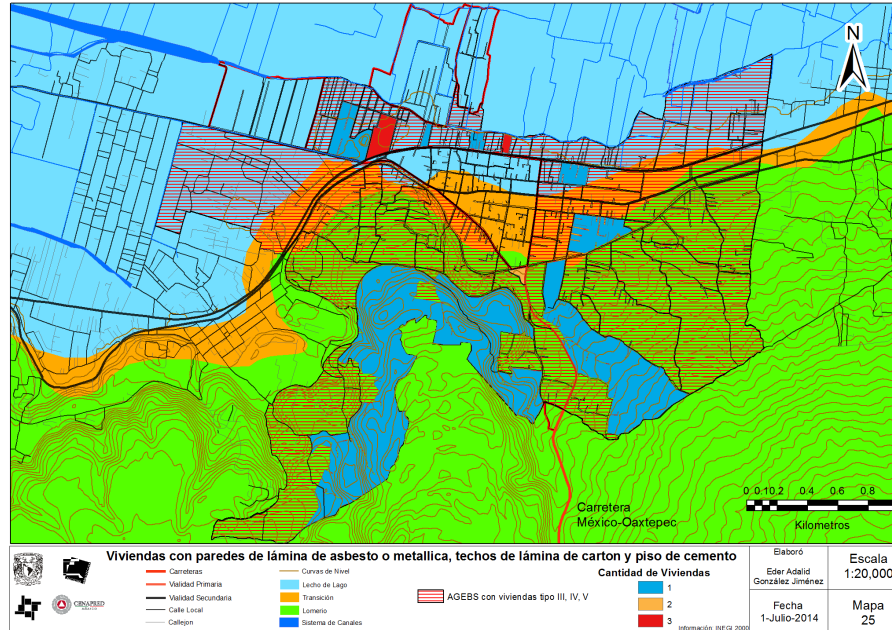 N
Carretera
México-Oaxtepec
0 0.10.2 0.4 0.6 0.8
Kilometros
Viviendas con paredes de lámina de asbesto o metallica, techos de lámina de carton y piso de cemento
Carreteras
Validad Primaria
Validad Secundaria
Calle Local
Callejon
Curvas de Nivel
Lecho de Lago
Transición
Lomerio
Sistema de Canales
AGEBS con viviendas tipo III, IV, V
Cantidad de Viviendas
1
2
3
Información: INEGI, 2000
CENAPRED
Elaboró
Eder Adalid
González Jiménez
Escala
1:20,000
Fecha
1-Julio-2014
Mapa
25